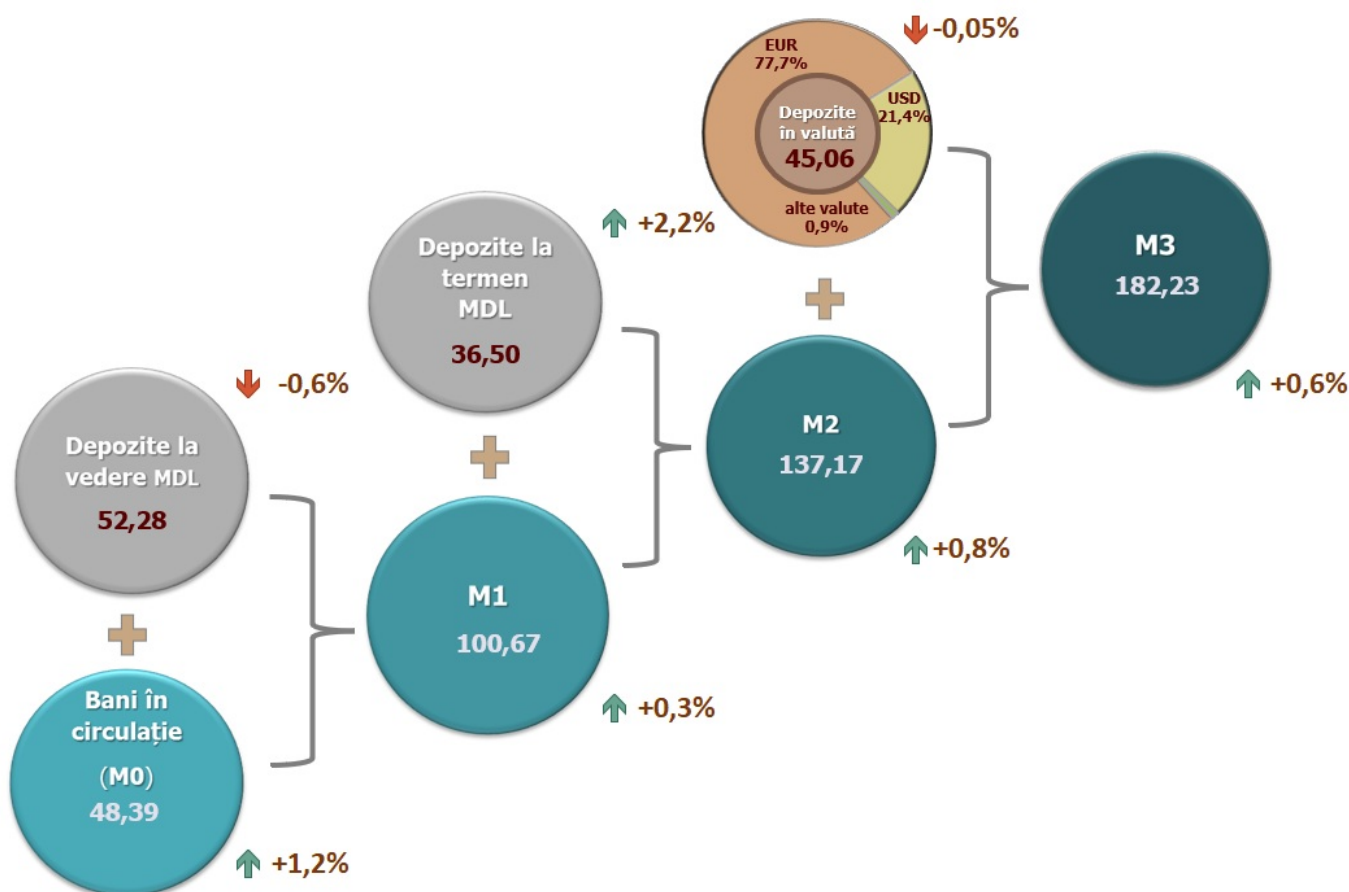 EUR
77,7%
-0,05%
USD
21,4%
Depozite
în valută
45,06
alte valute
0,9%
Depozite la
termen
MDL
36,50
+2,2%
M3
182,23
+0,6%
Depozite la
vedere MDL
52,28
-0,6%
M2
137,17
+0,8%
M1
100,67
+0,3%
Bani în
circulație
(M0)
48,39
+1,2%